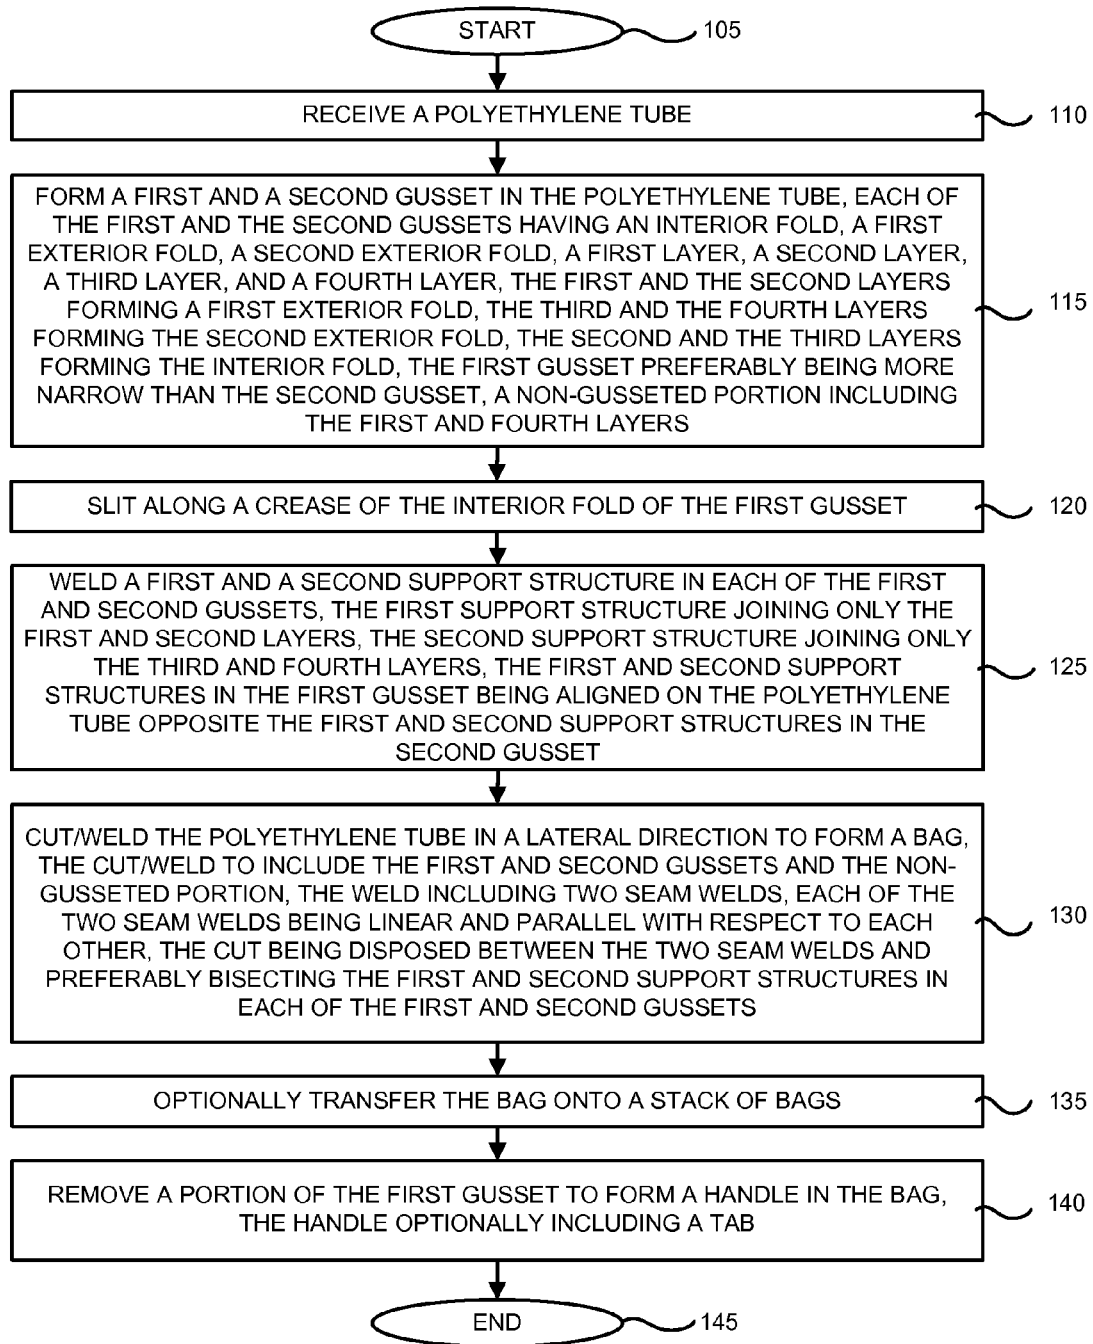 START
105
RECEIVE A POLYETHYLENE TUBE
110
FORM A FIRST AND A SECOND GUSSET IN THE POLYETHYLENE TUBE, EACH OF
THE FIRST AND THE SECOND GUSSETS HAVING AN INTERIOR FOLD, A FIRST
EXTERIOR FOLD, A SECOND EXTERIOR FOLD, A FIRST LAYER, A SECOND LAYER,
A THIRD LAYER, AND A FOURTH LAYER, THE FIRST AND THE SECOND LAYERS
FORMING A FIRST EXTERIOR FOLD, THE THIRD AND THE FOURTH LAYERS
FORMING THE SECOND EXTERIOR FOLD, THE SECOND AND THE THIRD LAYERS
FORMING THE INTERIOR FOLD, THE FIRST GUSSET PREFERABLY BEING MORE
NARROW THAN THE SECOND GUSSET, A NON-GUSSETED PORTION INCLUDING
THE FIRST AND FOURTH LAYERS
115
SLIT ALONG A CREASE OF THE INTERIOR FOLD OF THE FIRST GUSSET
120
WELD A FIRST AND A SECOND SUPPORT STRUCTURE IN EACH OF THE FIRST
AND SECOND GUSSETS, THE FIRST SUPPORT STRUCTURE JOINING ONLY THE
FIRST AND SECOND LAYERS, THE SECOND SUPPORT STRUCTURE JOINING ONLY
THE THIRD AND FOURTH LAYERS, THE FIRST AND SECOND SUPPORT
STRUCTURES IN THE FIRST GUSSET BEING ALIGNED ON THE POLYETHYLENE
TUBE OPPOSITE THE FIRST AND SECOND SUPPORT STRUCTURES IN THE
SECOND GUSSET
125
CUT/WELD THE POLYETHYLENE TUBE IN A LATERAL DIRECTION TO FORM A BAG,
THE CUT/WELD TO INCLUDE THE FIRST AND SECOND GUSSETS AND THE NON-
GUSSETED PORTION, THE WELD INCLUDING TWO SEAM WELDS, EACH OF THE
TWO SEAM WELDS BEING LINEAR AND PARALLEL WITH RESPECT TO EACH
OTHER, THE CUT BEING DISPOSED BETWEEN THE TWO SEAM WELDS AND
PREFERABLY BISECTING THE FIRST AND SECOND SUPPORT STRUCTURES IN
EACH OF THE FIRST AND SECOND GUSSETS
130
OPTIONALLY TRANSFER THE BAG ONTO A STACK OF BAGS
135
REMOVE A PORTION OF THE FIRST GUSSET TO FORM A HANDLE IN THE BAG,
THE HANDLE OPTIONALLY INCLUDING A TAB
140
END
145